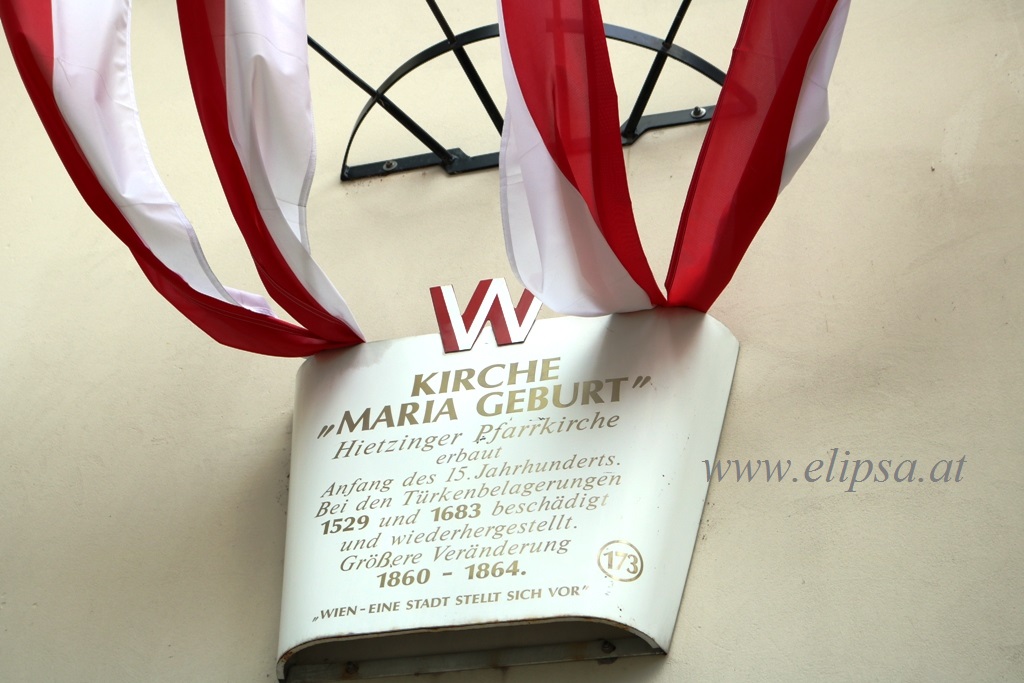 W
KIRCHE
„MARIA GEBURT”
Hietzinger Pfarrkirche
erbaut
Anfang des 15. Jahrhunderts.
Bei den Türkenbelagerungen
1529 und 1683 beschädigt
und wiederhergestellt.
Größere Veränderung
1860 - 1864.
173
„WIEN - EINE STADT STELLT SICH VOR”
www.elipsa.at